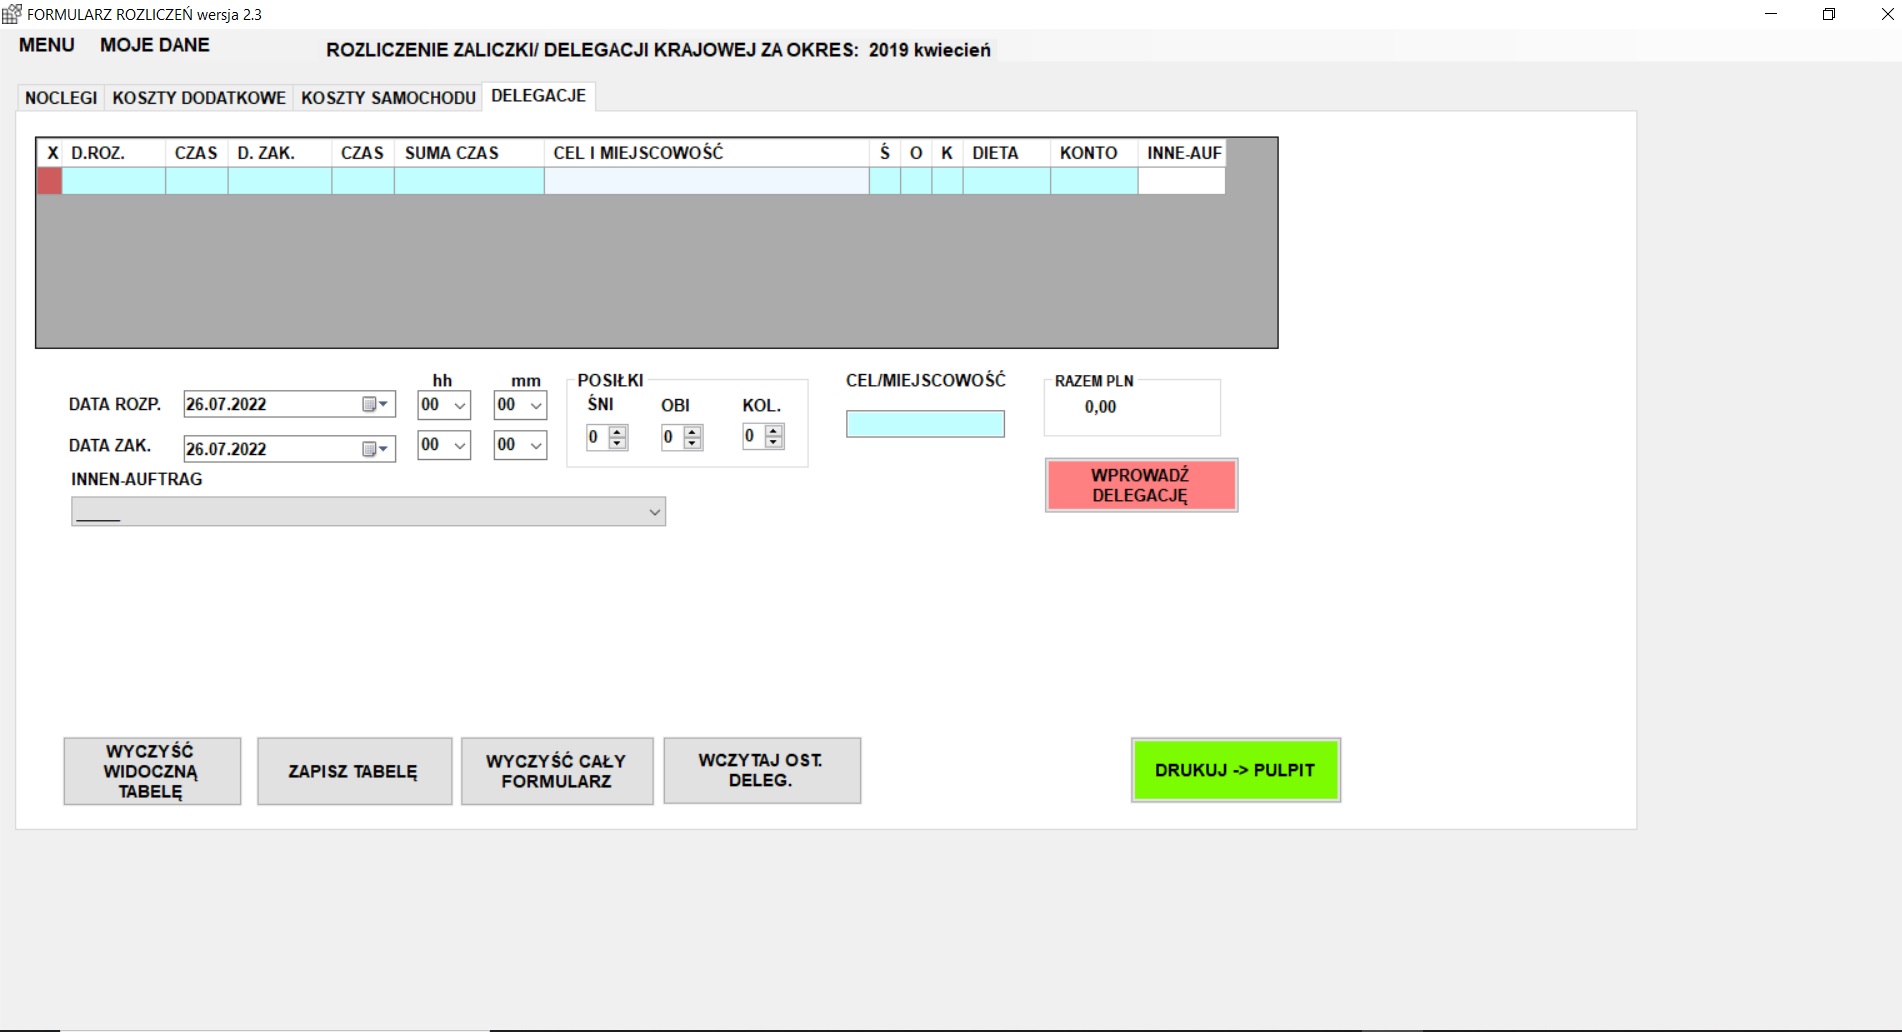 FORMULARZ ROZLICZEŃ wersja 2.3
MENU MOJE DANE
ROZLICZENIE ZALICZKI/ DELEGACJI KRAJOWEJ ZA OKRES: 2019 kwiecień
NOCLEGI KOSZTY DODATKOWE KOSZTY SAMOCHODU DELEGACJE
X D.ROZ. CZAS D. ZAK. CZAS SUMA CZAS CEL I MIEJSCOWOŚĆ Ś O K DIETA KONTO INNE-AUF
hh mm POSIŁKI CEL/MIEJSCOWOŚĆ RAZEM PLN
DATA ROZP. 26.07.2022 00 00 ŚNI OBI KOL. 0,00
DATA ZAK. 26.07.2022 00 00 0 0 0
INNEN-AUFTRAG
_____
WPROWADŹ
DELEGACJĘ
WYCZYŚĆ
WIDOCZNĄ
TABELĘ
ZAPISZ TABELĘ
WYCZYŚĆ CAŁY
FORMULARZ
WCZYTAJ OST.
DELEG.
DRUKUJ -> PULPIT